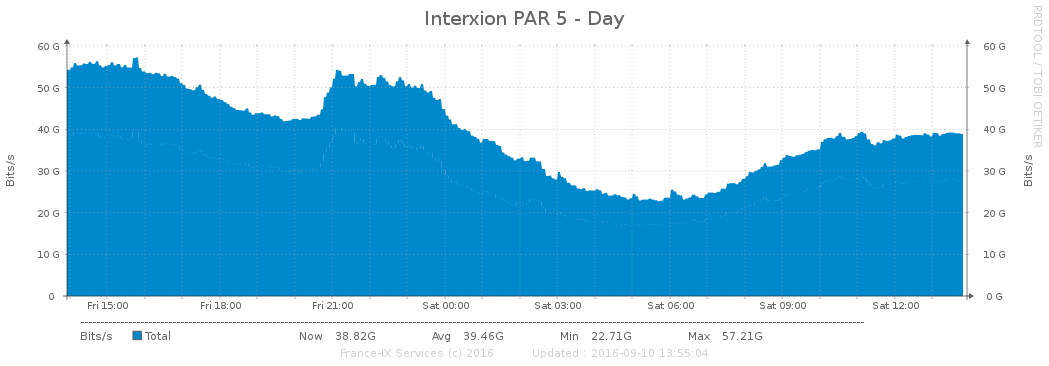 Interxion PAR 5 - Day
RRDTOOL / TOBI OETIKER
Bits/s
60 G
50 G
40 G
30 G
20 G
10 G
0
60 G
50 G
40 G
30 G
20 G
10 G
0 G
Bits/s
Fri 15:00 Fri 18:00 Fri 21:00 Sat 00:00 Sat 03:00 Sat 06:00 Sat 09:00 Sat 12:00
Bits/s Total Now 38.82G Avg 39.46G Min 22.71G Max 57.21G
France-IX Services (c) 2016 Updated : 2016-09-10 13:55:04